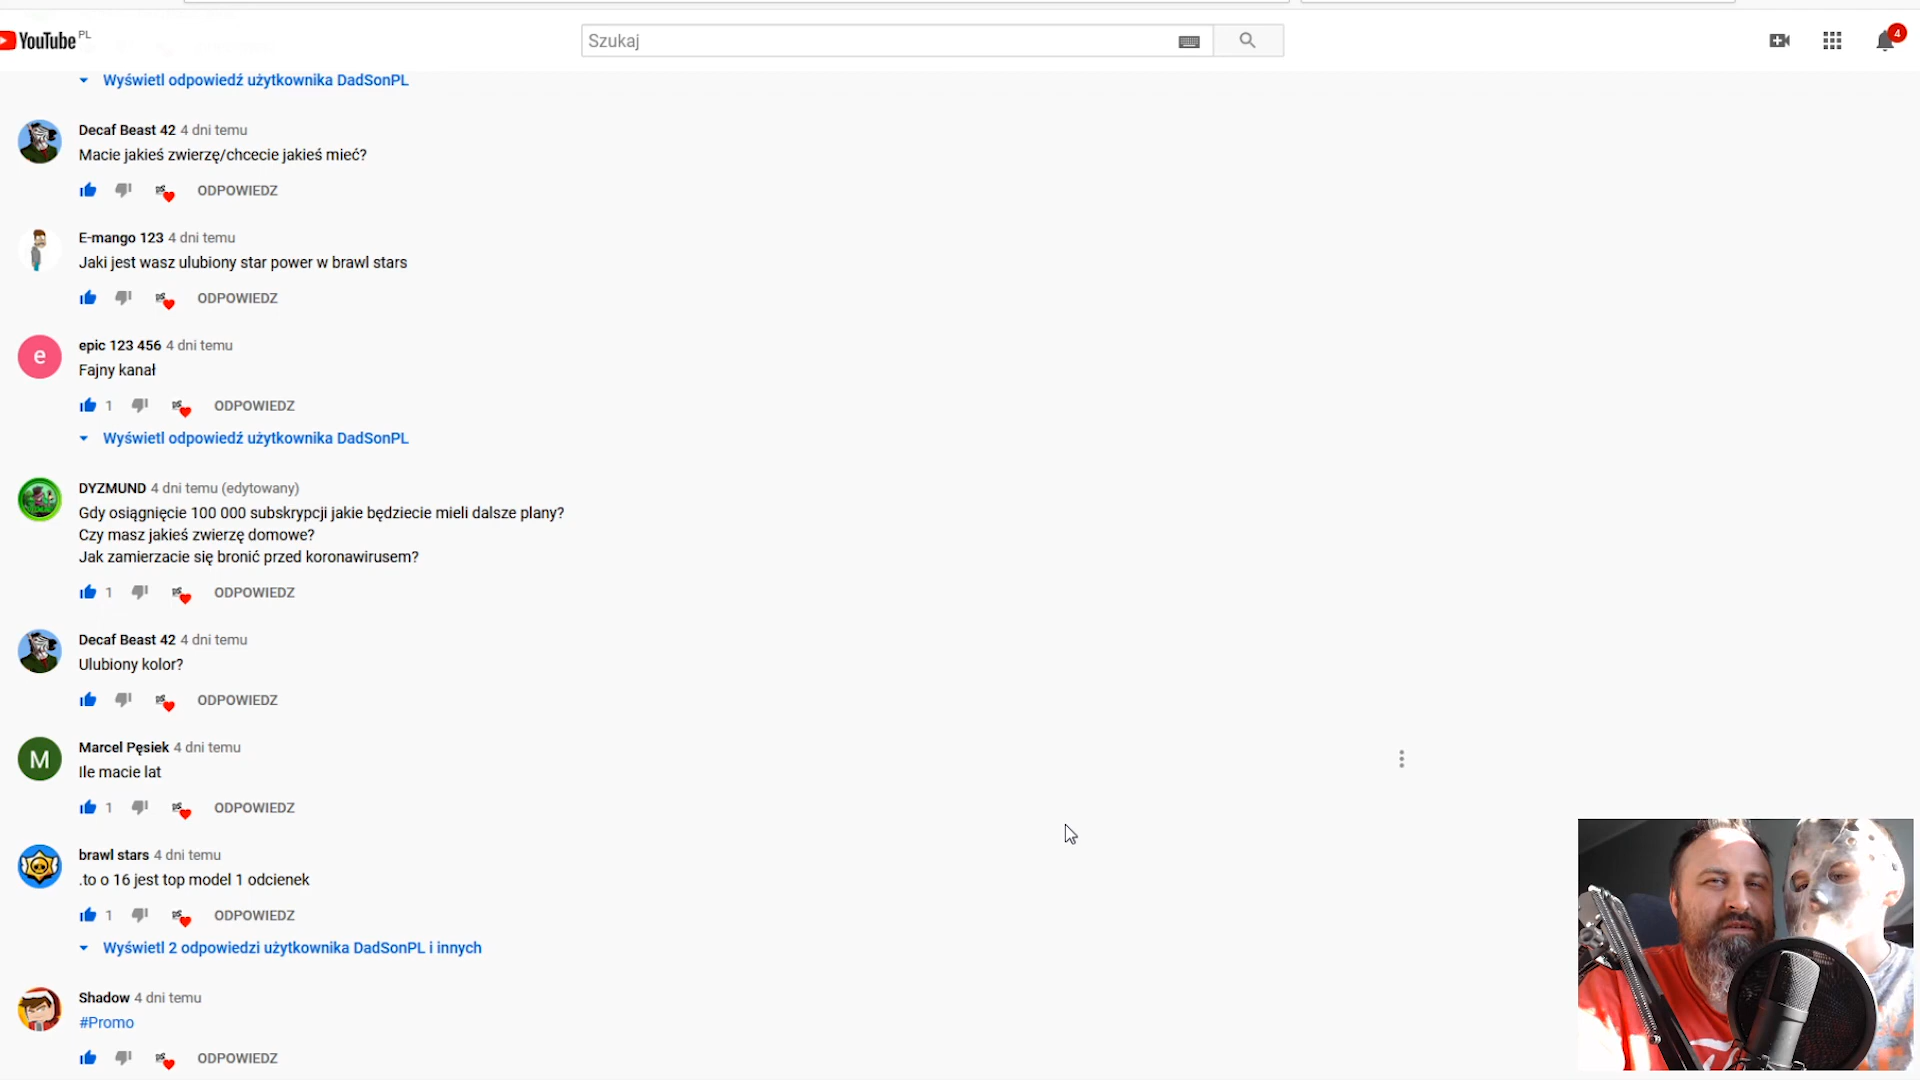 YouTube PL
Szukaj
4
Wyświetl odpowiedź użytkownika DadSonPL
Decaf Beast 42 4 dni temu
Macie jakieś zwierzę/chcecie jakieś mieć?
ODPOWIEDZ
E-mango 123 4 dni temu
Jaki jest wasz ulubiony star power w brawl stars
ODPOWIEDZ
e
epic 123 456 4 dni temu
Fajny kanał
1 ODPOWIEDZ
Wyświetl odpowiedź użytkownika DadSonPL
DYZMUND 4 dni temu (edytowany)
Gdy osiągnięcie 100 000 subskrypcji jakie będziecie mieli dalsze plany?
Czy masz jakieś zwierzę domowe?
Jak zamierzacie się bronić przed koronawirusem?
1 ODPOWIEDZ
Decaf Beast 42 4 dni temu
Ulubiony kolor?
ODPOWIEDZ
M
Marcel Pęsiek 4 dni temu
Ile macie lat
1 ODPOWIEDZ
brawl stars 4 dni temu
.to o 16 jest top model 1 odcienek
1 ODPOWIEDZ
Wyświetl 2 odpowiedzi użytkownika DadSonPL i innych
Shadow 4 dni temu
#Promo
ODPOWIEDZ